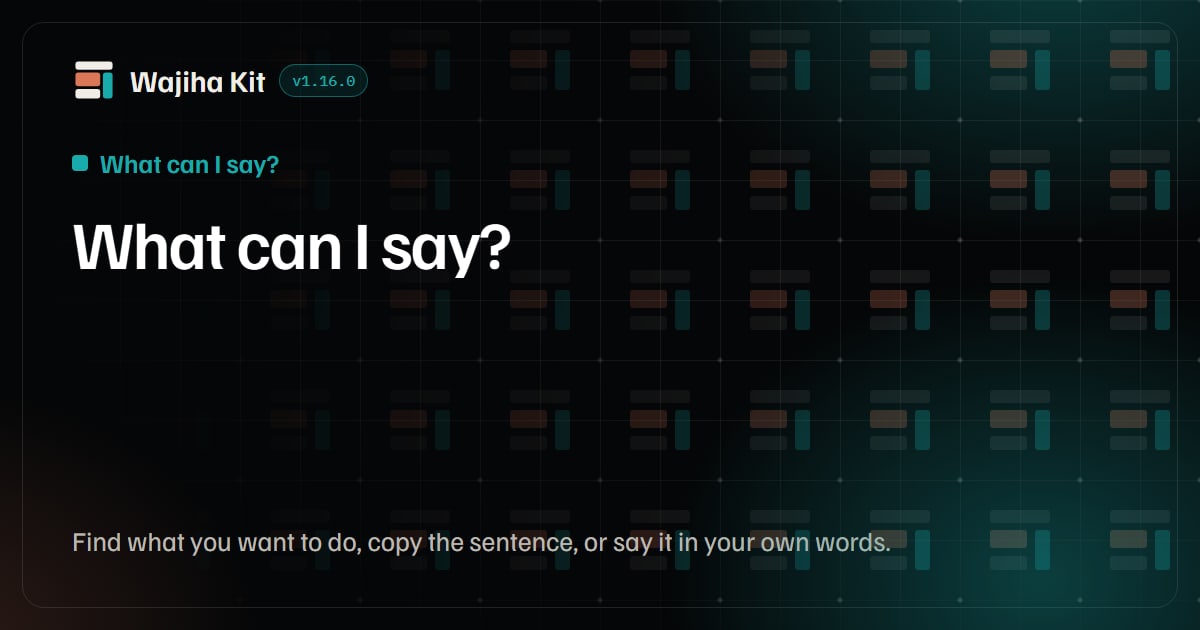 Wajiha Kit
v1.16.0
What can I say?
What can I say?
Find what you want to do, copy the sentence, or say it in your own words.